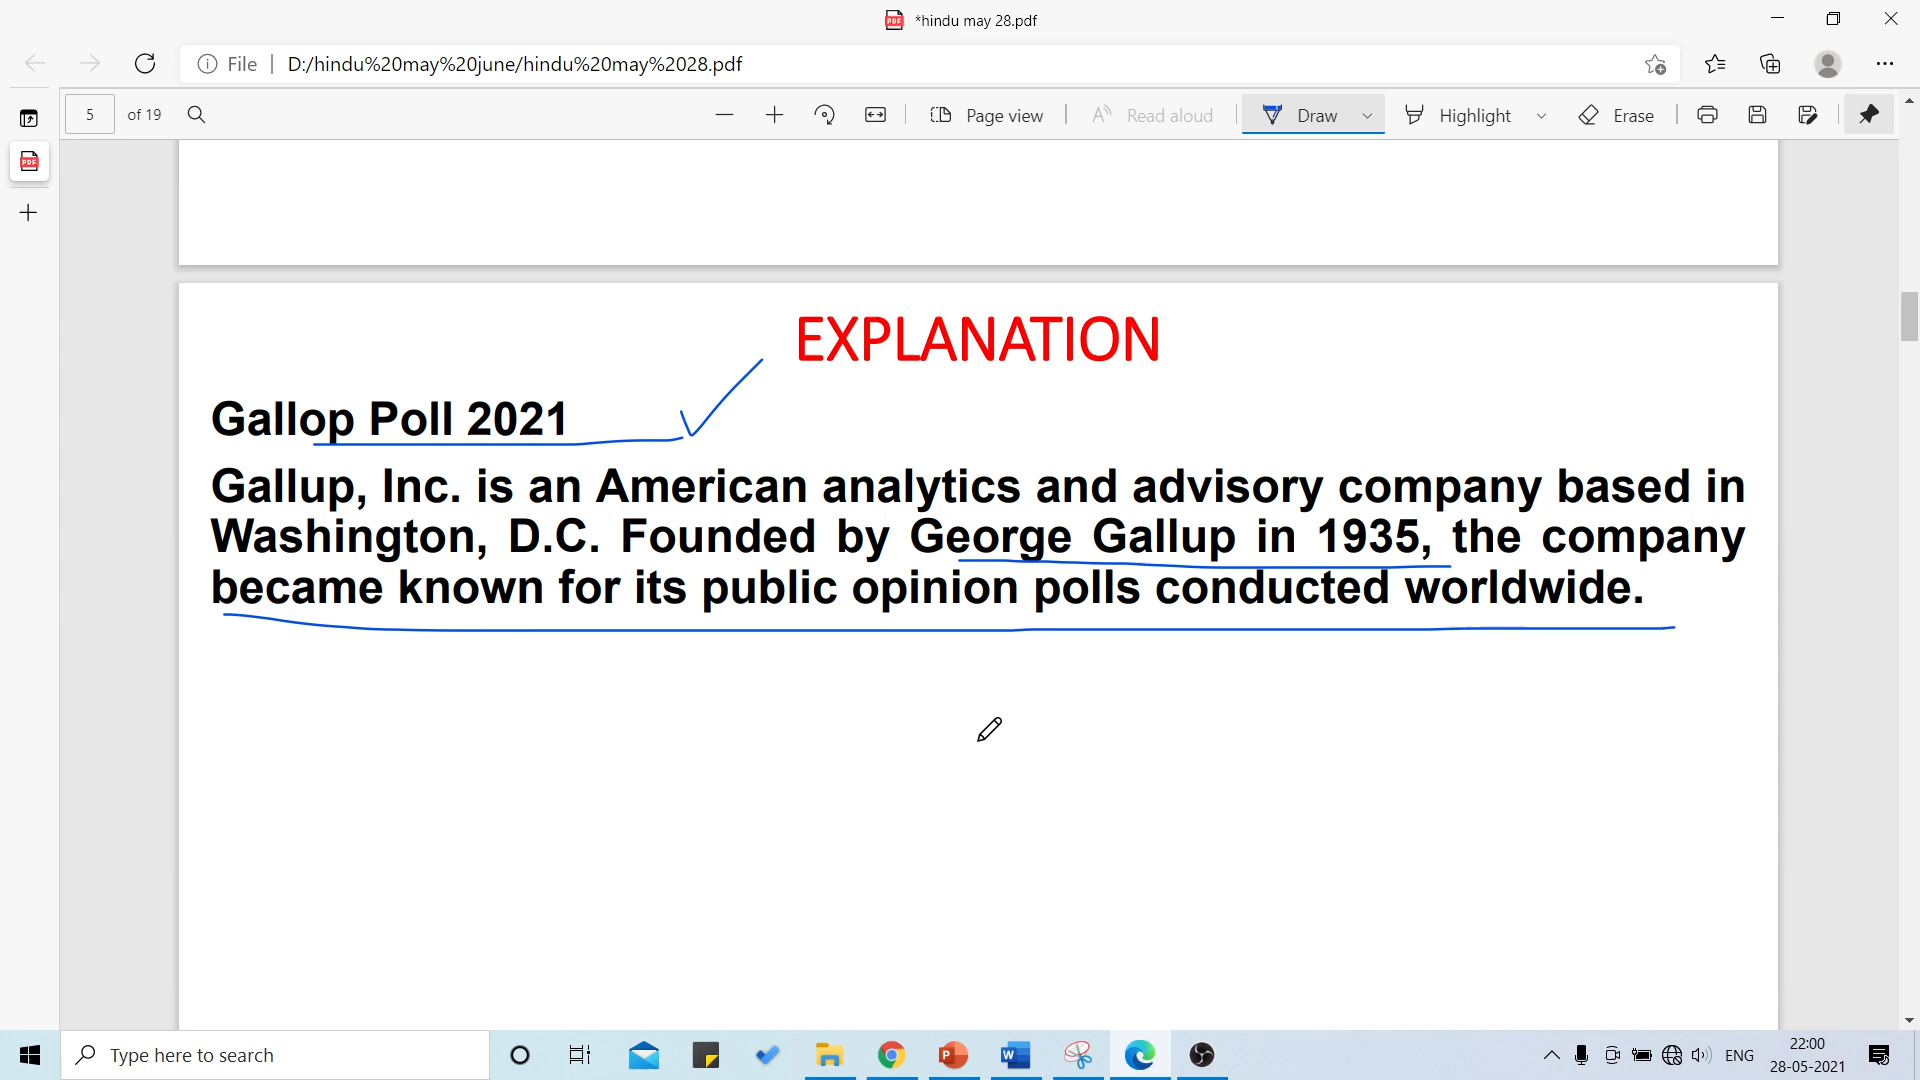 *hindu may 28.pdf
File D:/hindu%20may%20june/hindu%20may%2028.pdf
5 of 19 Page view Read aloud Draw Highlight Erase
EXPLANATION
Gallop Poll 2021
Gallup, Inc. is an American analytics and advisory company based in
Washington, D.C. Founded by George Gallup in 1935, the company
became known for its public opinion polls conducted worldwide.
Type here to search
ENG
22:00
28-05-2021